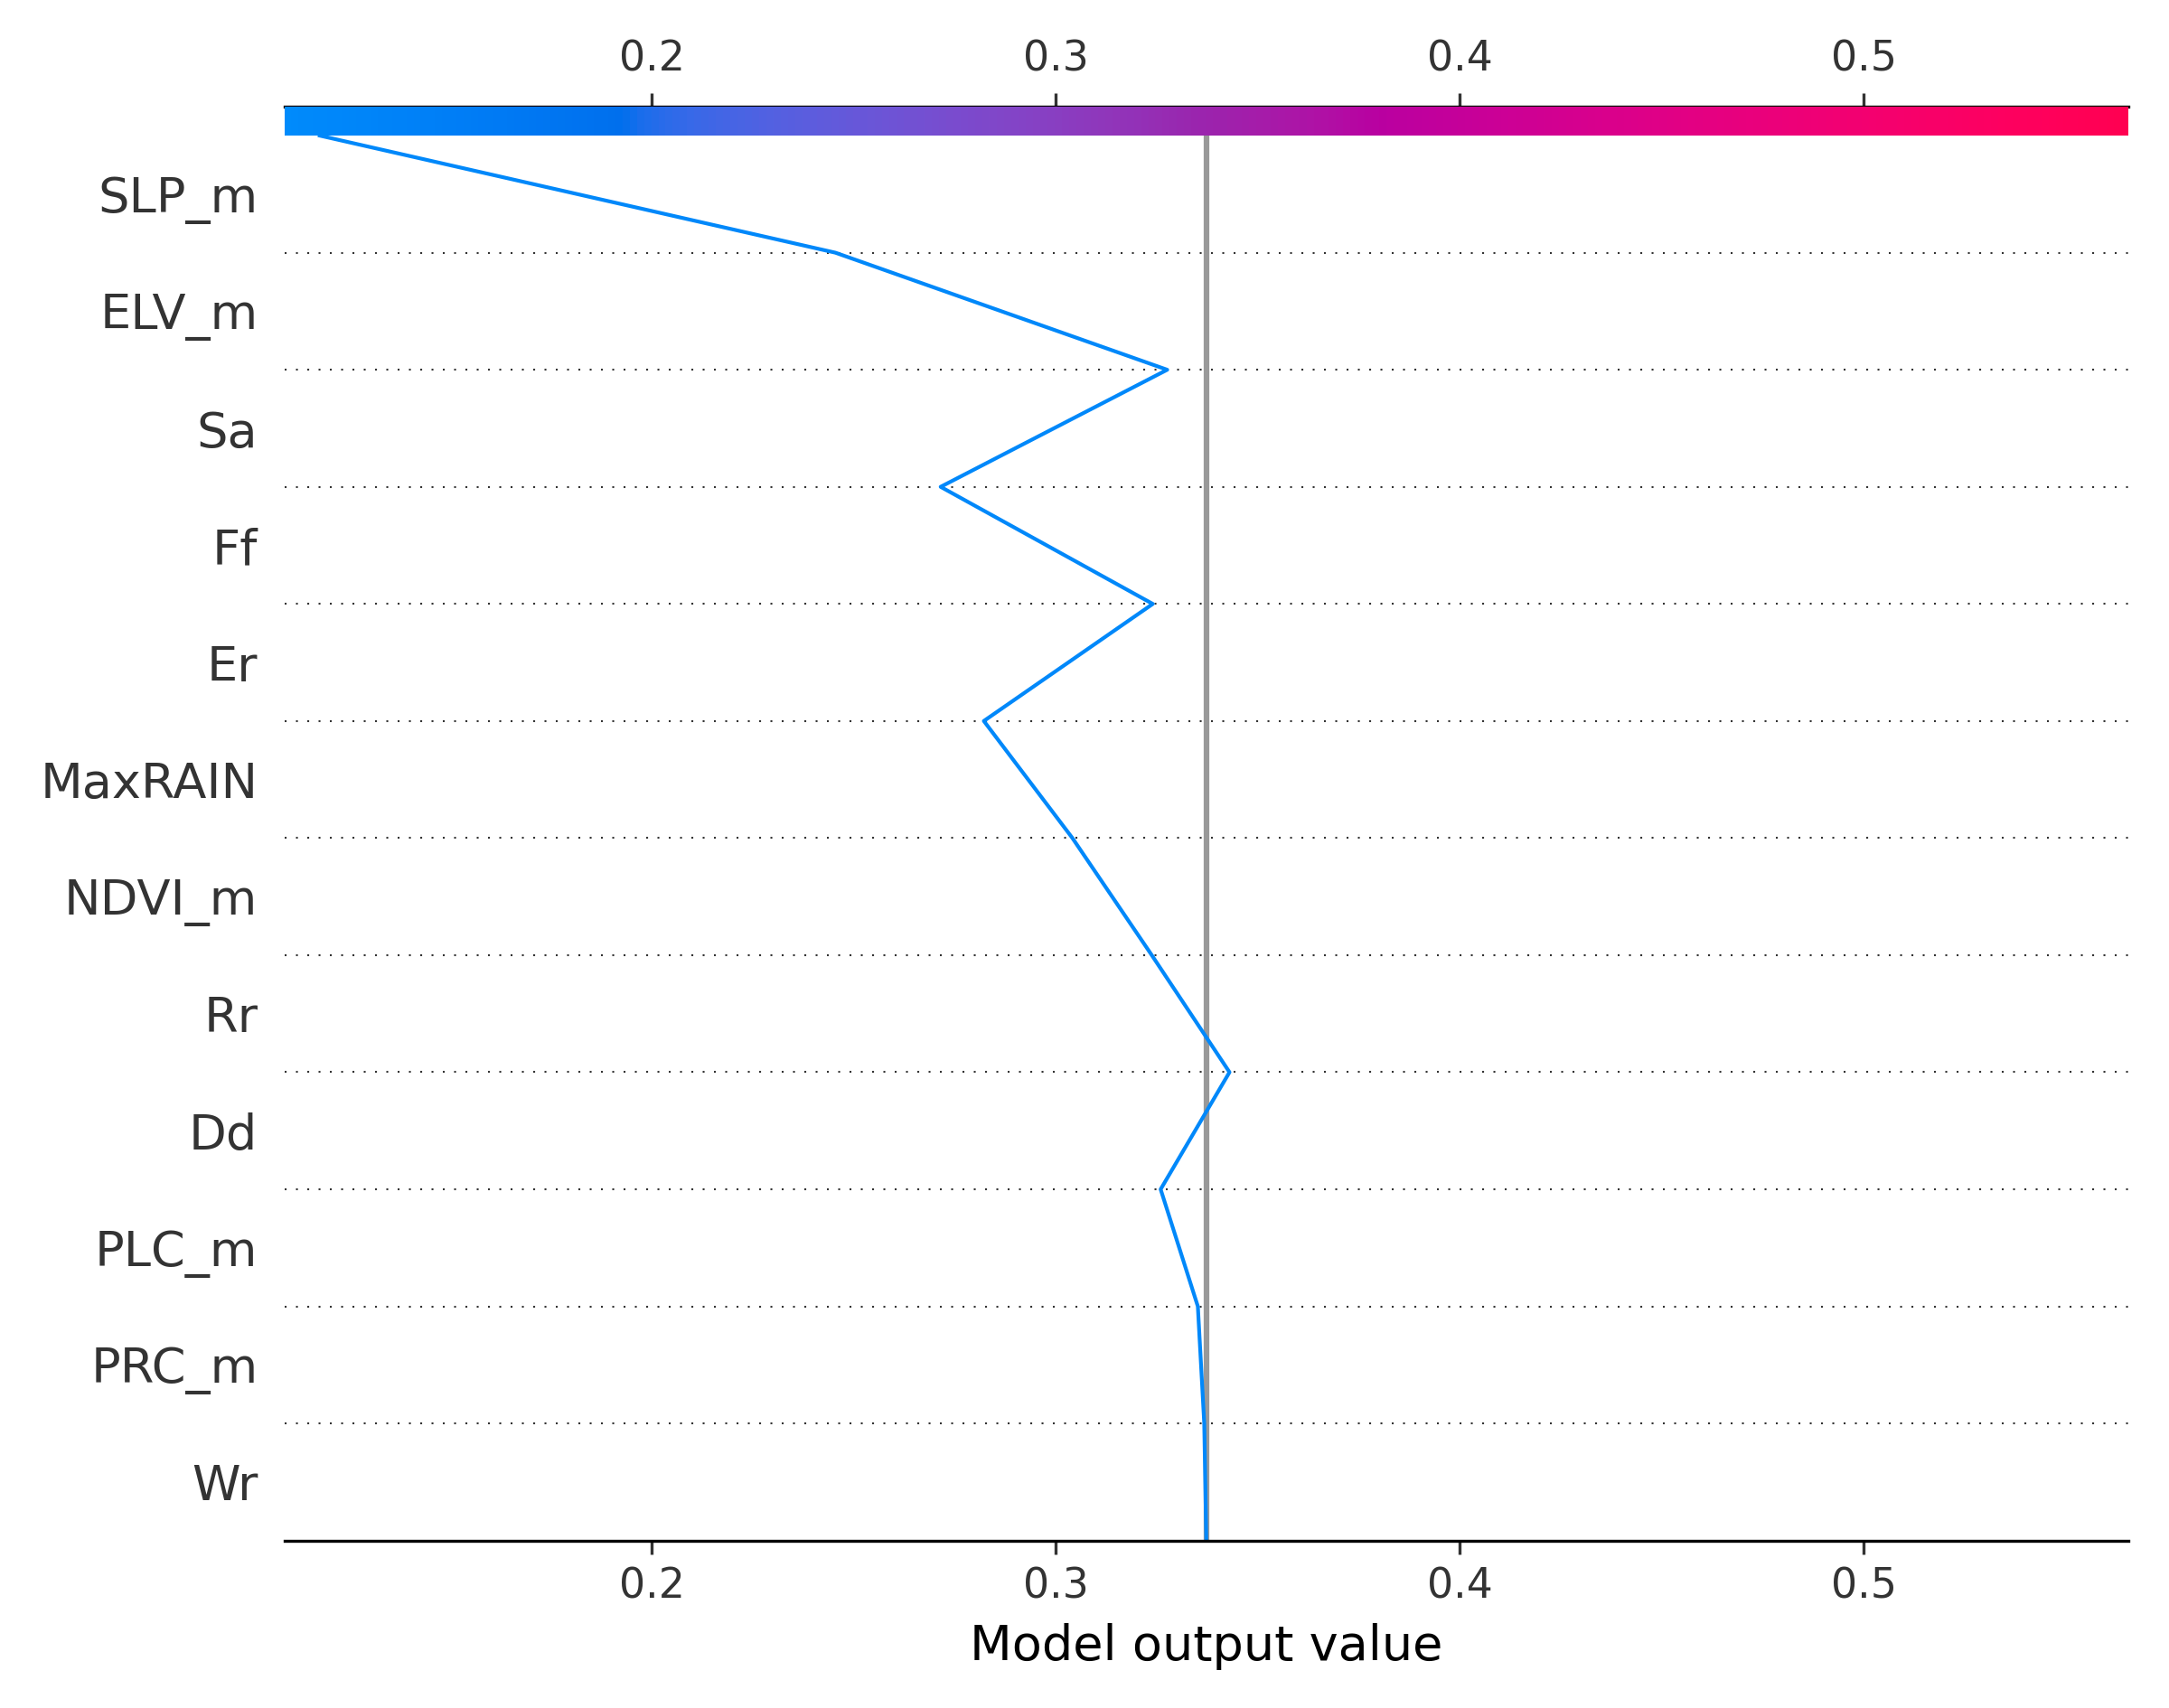 0.2 0.3 0.4 0.5
SLP_m
ELV_m
Sa
Ff
Er
MaxRAIN
NDVI_m
Rr
Dd
PLC_m
PRC_m
Wr
0.2 0.3 0.4 0.5
Model output value